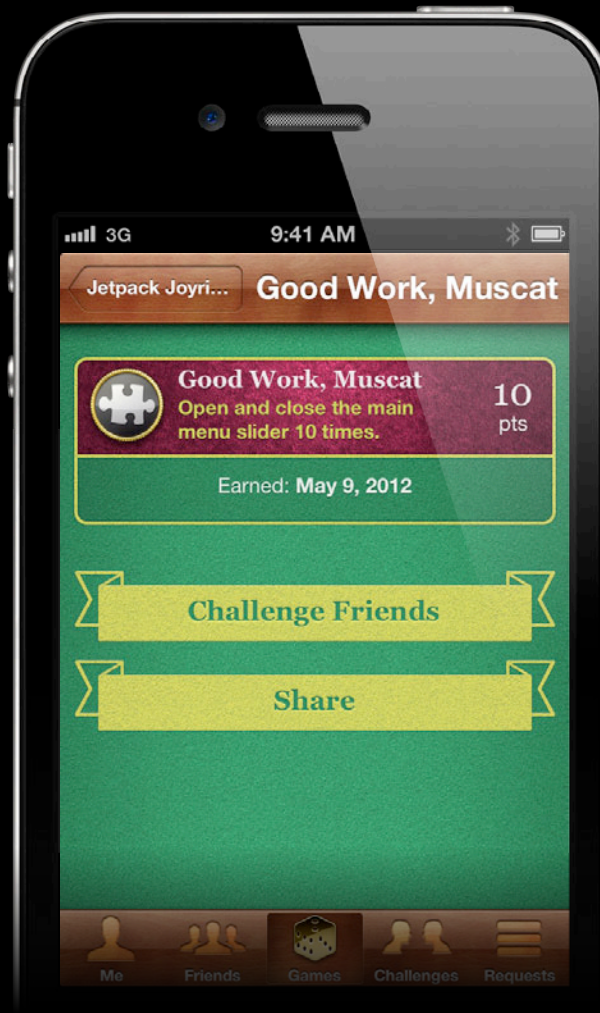 3G
9:41 AM
Jetpack Joyri...
Good Work, Muscat
Good Work, Muscat
Open and close the main
menu slider 10 times.
10
pts
Earned: May 9, 2012
Challenge Friends
Share
Me
Friends
Games
Challenges
Requests